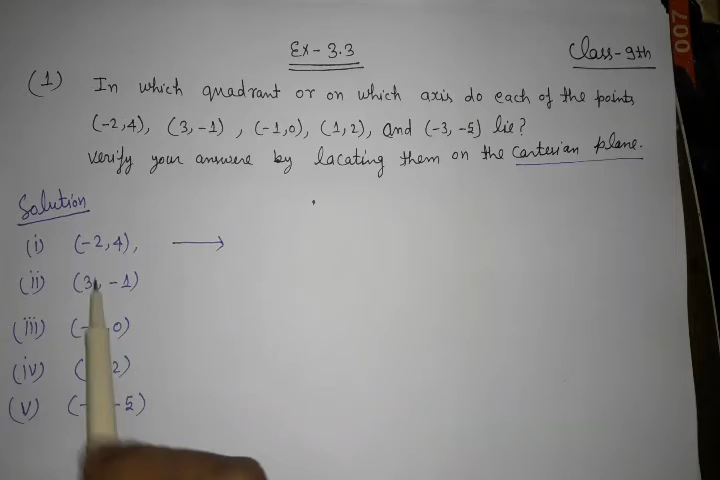 Ex - 3.3
Class-9th
007
(1) In which quadrant or on which axis do each of the points
(-2,4), (3,-1), (-1,0), (1,2), and (-3,-5) lie?
verify your answere by lacating them on the Carterian plane.
Solution
(i) (-2,4), →
(ii) (3, -1)
(iii) (- ,0)
(iv) ( 2)
(v) (- -5)